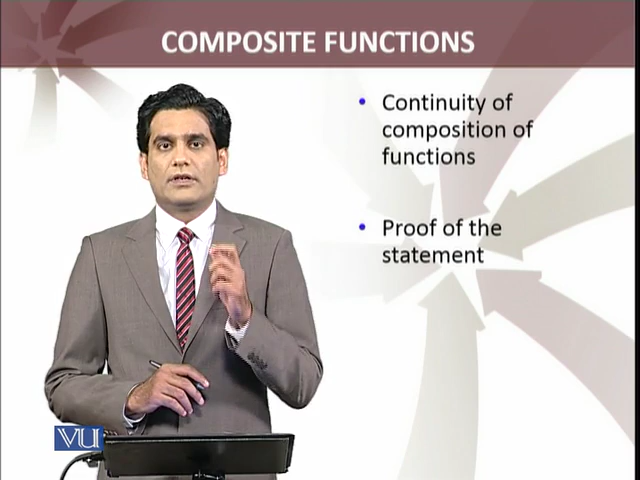 COMPOSITE FUNCTIONS
• Continuity of
composition of
functions
• Proof of the
statement
VU